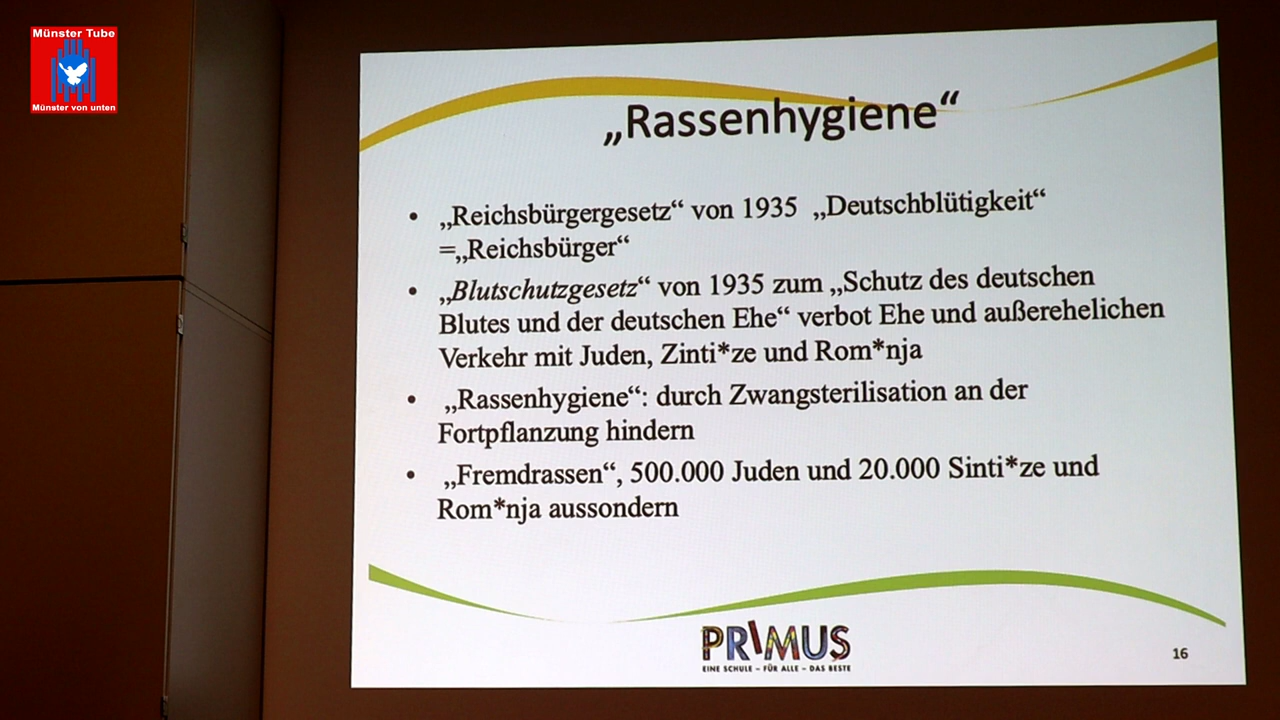 Münster Tube
Münster von unten
„Rassenhygiene“
• „Reichsbürgergesetz“ von 1935 „Deutschblütigkeit“
=„Reichsbürger“
• „Blutschutzgesetz“ von 1935 zum „Schutz des deutschen
Blutes und der deutschen Ehe“ verbot Ehe und außerehelichen
Verkehr mit Juden, Zinti*ze und Rom*nja
• „Rassenhygiene“: durch Zwangsterilisation an der
Fortpflanzung hindern
• „Fremdrassen“, 500.000 Juden und 20.000 Sinti*ze und
Rom*nja aussondern
PRIMUS
EINE SCHULE – FÜR ALLE – DAS BESTE
16